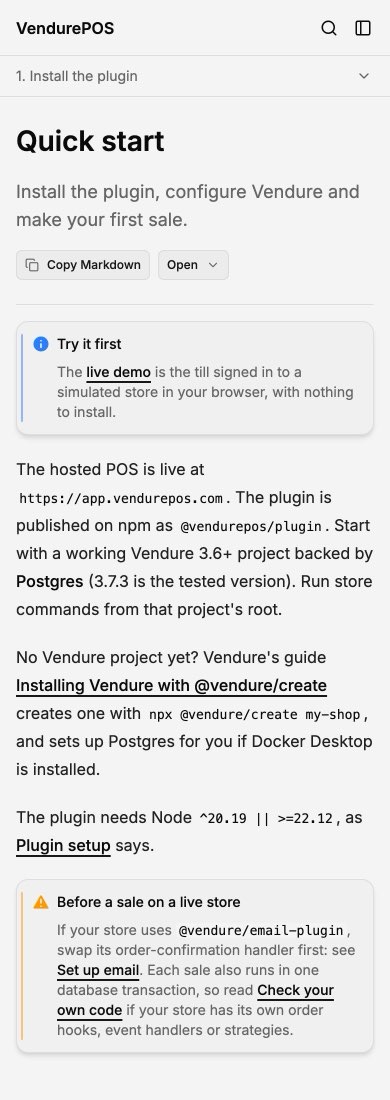 VendurePOS
1. Install the plugin
Quick start
Install the plugin, configure Vendure and
make your first sale.
Copy Markdown
Open
Try it first
The live demo is the till signed in to a
simulated store in your browser, with nothing
to install.
The hosted POS is live at
https://app.vendurepos.com. The plugin is
published on npm as @vendurepos/plugin. Start
with a working Vendure 3.6+ project backed by
Postgres (3.7.3 is the tested version). Run store
commands from that project's root.
No Vendure project yet? Vendure's guide
Installing Vendure with @vendure/create
creates one with npx @vendure/create my-shop,
and sets up Postgres for you if Docker Desktop
is installed.
The plugin needs Node ^20.19 || >=22.12, as
Plugin setup says.
Before a sale on a live store
If your store uses @vendure/email-plugin,
swap its order-confirmation handler first: see
Set up email. Each sale also runs in one
database transaction, so read Check your
own code if your store has its own order
hooks, event handlers or strategies.